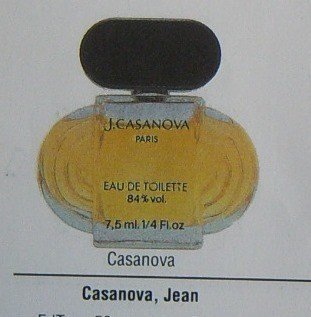 J.CASANOVA
PARIS
EAU DE TOILETTE
84% vol.
7,5 ml. 1/4 Fl.oz
Casanova
Casanova, Jean